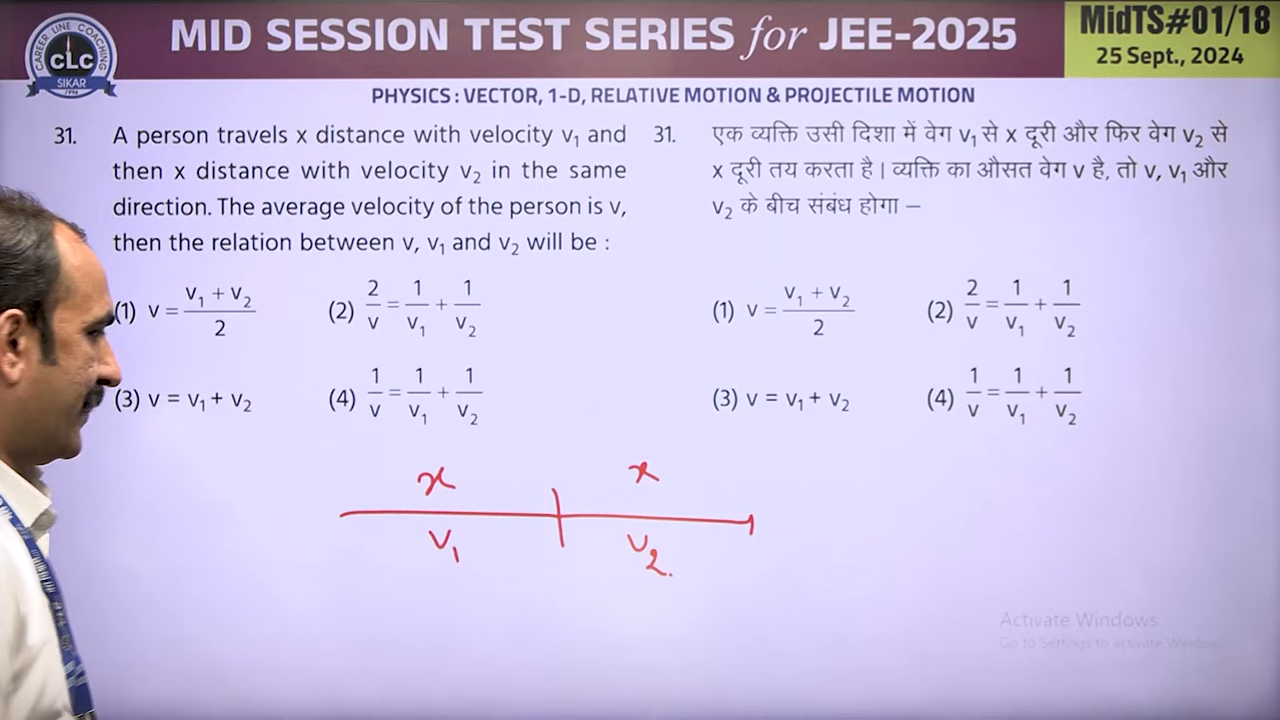 MID SESSION TEST SERIES for JEE-2025
MidTS#01/18
25 Sept., 2024
CAREER LINE COACHING
CLC
SIKAR
PHYSICS : VECTOR, 1-D, RELATIVE MOTION & PROJECTILE MOTION
31. A person travels x distance with velocity v₁ and
then x distance with velocity v₂ in the same
direction. The average velocity of the person is v,
then the relation between v, v₁ and v₂ will be :
(1) v = (v₁ + v₂)/2 (2) 2/v = 1/v₁ + 1/v₂
(3) v = v₁ + v₂ (4) 1/v = 1/v₁ + 1/v₂
31. एक व्यक्ति उसी दिशा में वेग v₁ से x दूरी और फिर वेग v₂ से
x दूरी तय करता है। व्यक्ति का औसत वेग v है, तो v, v₁ और
v₂ के बीच संबंध होगा –
(1) v = (v₁ + v₂)/2 (2) 2/v = 1/v₁ + 1/v₂
(3) v = v₁ + v₂ (4) 1/v = 1/v₁ + 1/v₂
x x
v₁ v₂
Activate Windows
Go to Settings to activate Windows.